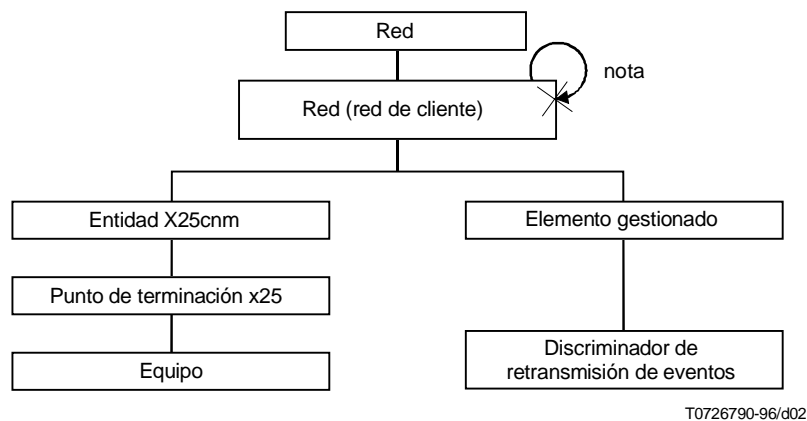 Red
nota
Red (red de cliente)
Entidad X25cnm
Elemento gestionado
Punto de terminación x25
Equipo
Discriminador de
retransmisión de eventos
T0726790-96/d02